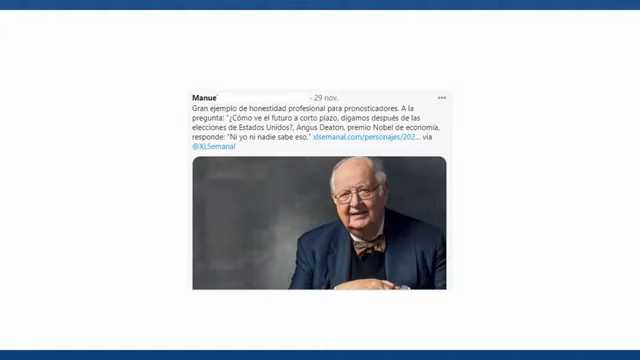 Manue · 29 nov. •••
Gran ejemplo de honestidad profesional para pronosticadores. A la
pregunta: "¿Cómo ve el futuro a corto plazo, digamos después de las
elecciones de Estados Unidos?, Angus Deaton, premio Nobel de economía,
responde: "Ni yo ni nadie sabe eso." xlsemanal.com/personajes/202... via
@XLSemanal